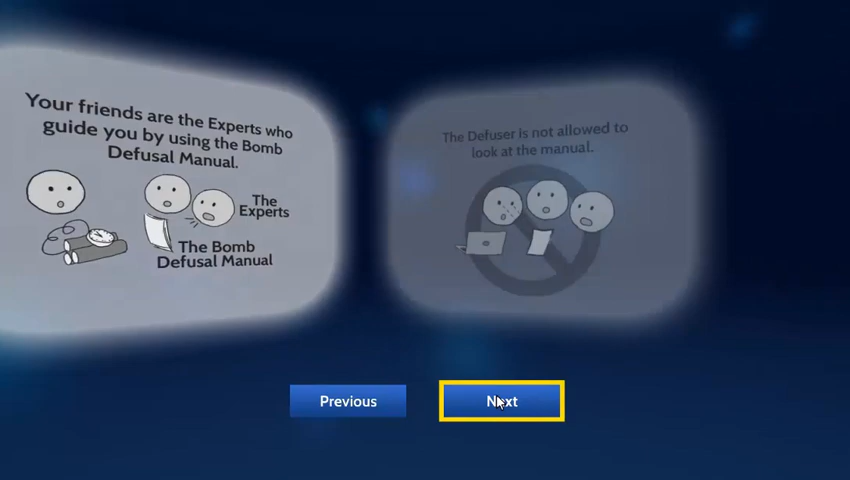 Your friends are the Experts who
guide you by using the Bomb
Defusal Manual.
The
Experts
The Bomb
Defusal Manual
The Defuser is not allowed to
look at the manual.
Previous
Next